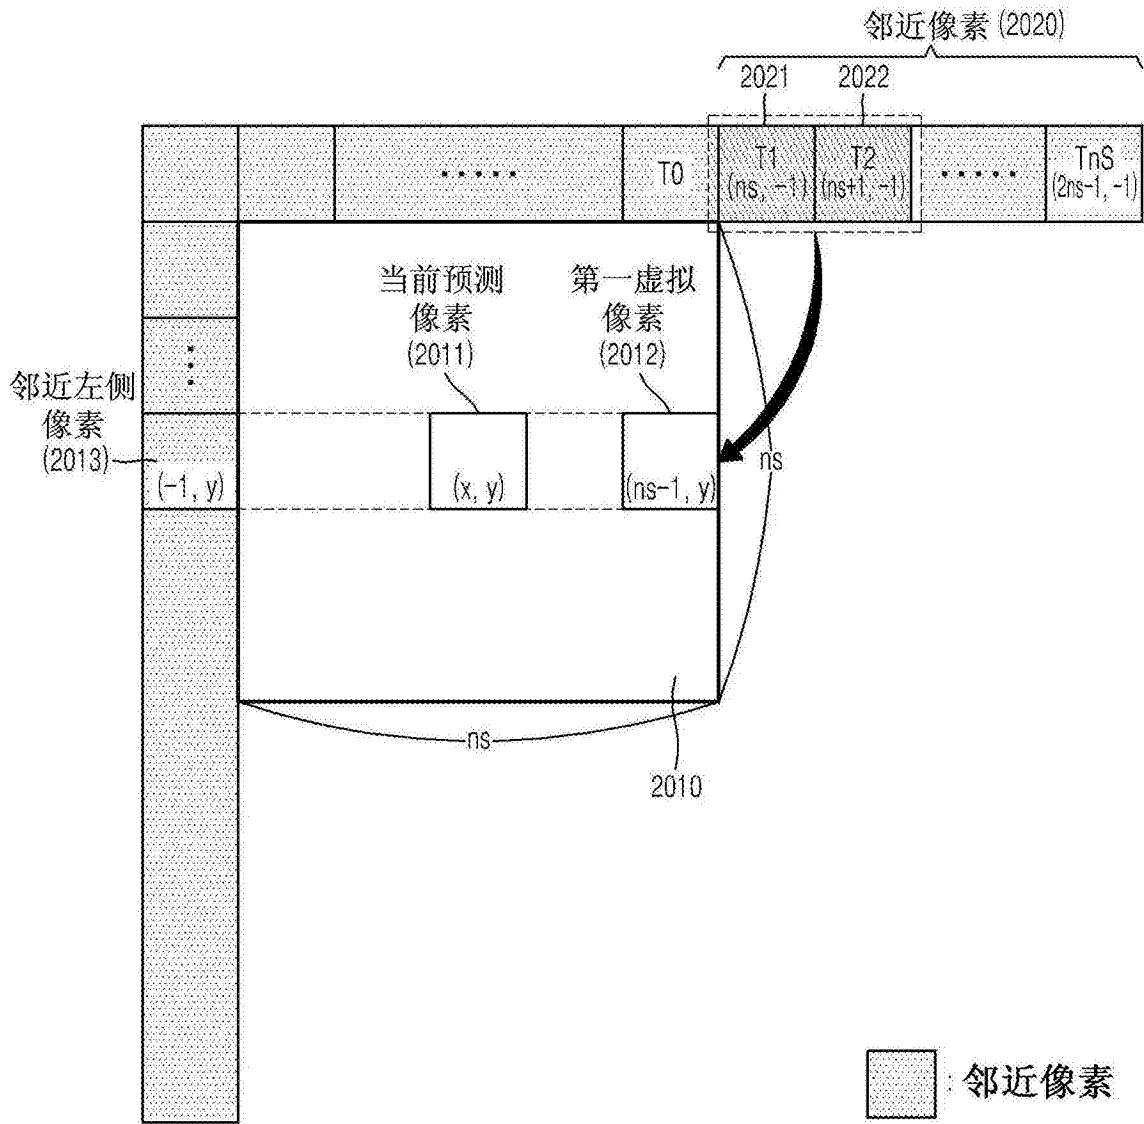 邻近像素 (2020)
2021
2022
.....
T0
T1
(ns, -1)
T2
(ns+1, -1)
.....
TnS
(2ns-1, -1)
当前预测
像素
(2011)
第一虚拟
像素
(2012)
邻近左侧
像素
(2013)
(-1, y)
(x, y)
(ns-1, y)
ns
ns
2010
: 邻近像素